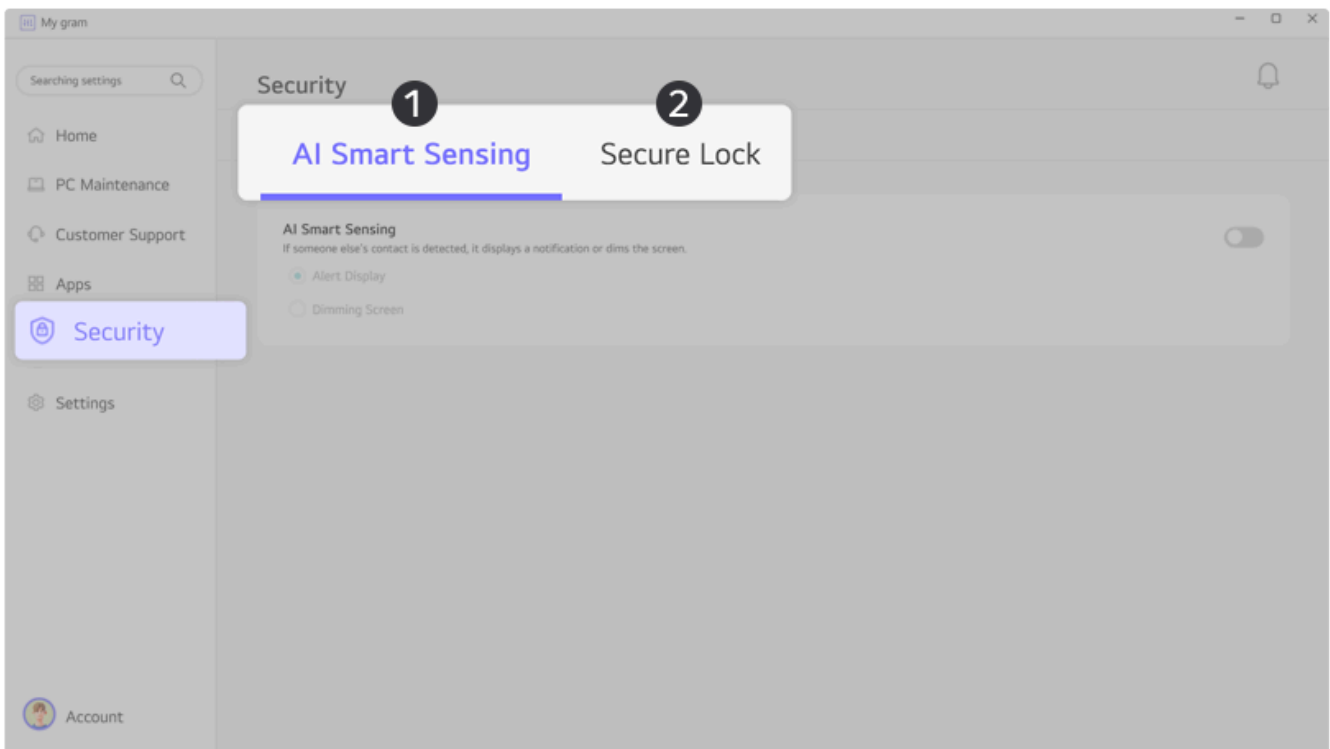 My gram
Searching settings
Home
PC Maintenance
Customer Support
Apps
Security
Settings
Account
Security
1
2
AI Smart Sensing
Secure Lock
AI Smart Sensing
If someone else's contact is detected, it displays a notification or dims the screen.
Alert Display
Dimming Screen